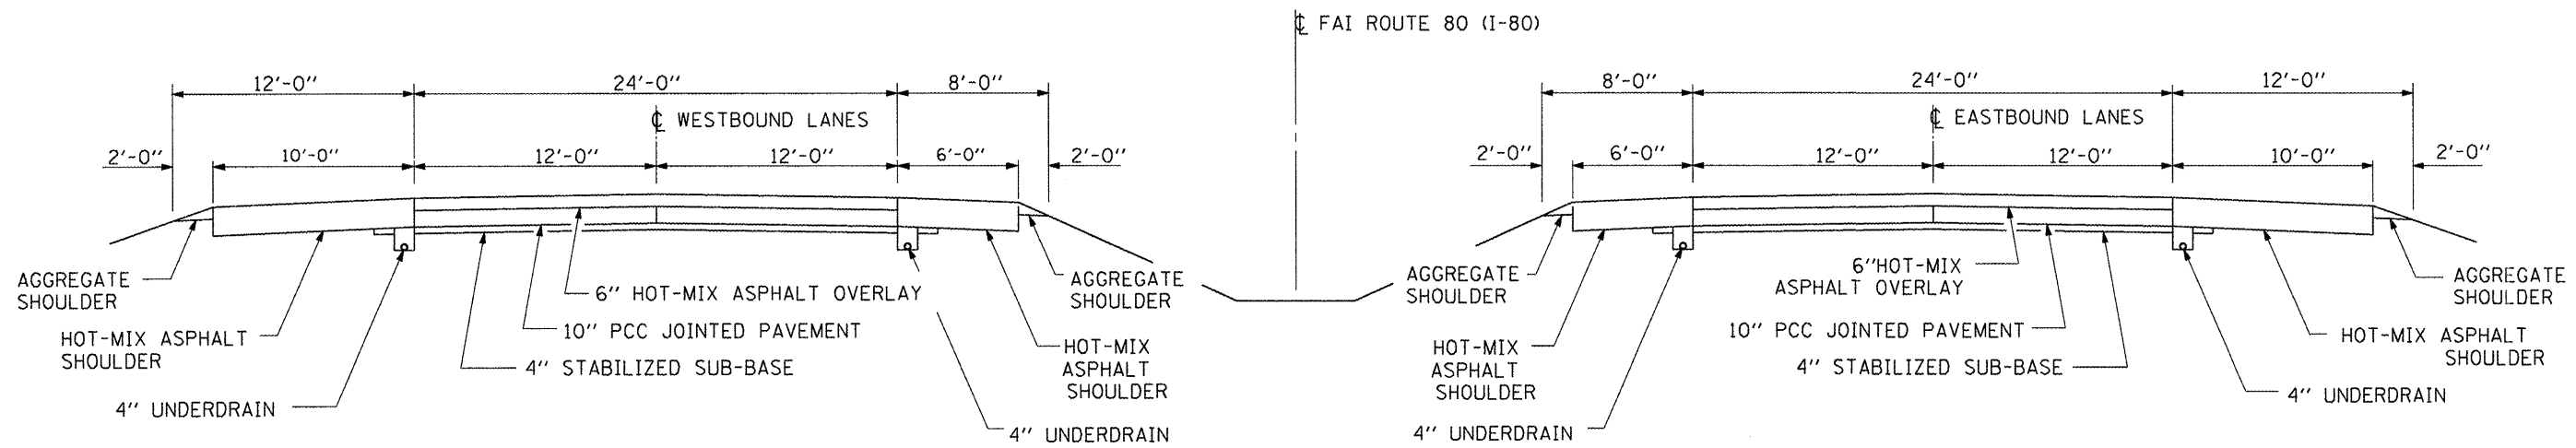 ℄ FAI ROUTE 80 (I-80)
12'-0" 24'-0" 8'-0" 8'-0" 24'-0" 12'-0"
℄ WESTBOUND LANES ℄ EASTBOUND LANES
2'-0" 10'-0" 12'-0" 12'-0" 6'-0" 2'-0" 2'-0" 6'-0" 12'-0" 12'-0" 10'-0" 2'-0"
AGGREGATE
SHOULDER
HOT-MIX ASPHALT
SHOULDER
4" UNDERDRAIN
6" HOT-MIX ASPHALT OVERLAY
10" PCC JOINTED PAVEMENT
4" STABILIZED SUB-BASE
AGGREGATE
SHOULDER
HOT-MIX
ASPHALT
SHOULDER
4" UNDERDRAIN
AGGREGATE
SHOULDER
HOT-MIX
ASPHALT
SHOULDER
4" UNDERDRAIN
6"HOT-MIX
ASPHALT OVERLAY
10" PCC JOINTED PAVEMENT
4" STABILIZED SUB-BASE
AGGREGATE
SHOULDER
HOT-MIX ASPHALT
SHOULDER
4" UNDERDRAIN